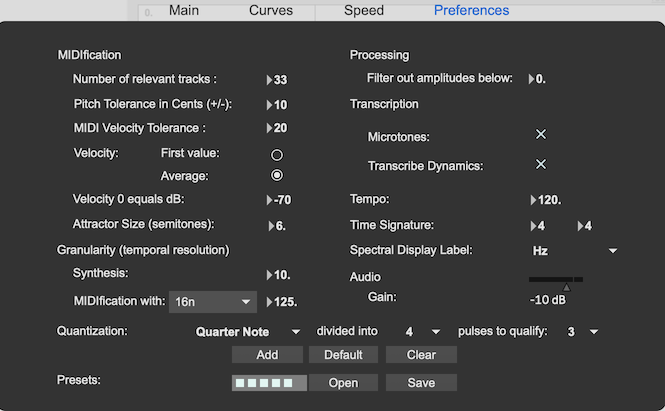 0. Main Curves Speed Preferences
MIDIfication
Number of relevant tracks : 33
Pitch Tolerance in Cents (+/-): 10
MIDI Velocity Tolerance : 20
Velocity: First value:
Average:
Velocity 0 equals dB: -70
Attractor Size (semitones): 6.
Granularity (temporal resolution)
Synthesis: 10.
MIDIfication with: 16n 125.
Processing
Filter out amplitudes below: 0.
Transcription
Microtones:
Transcribe Dynamics:
Tempo: 120.
Time Signature: 4 4
Spectral Display Label: Hz
Audio
Gain: -10 dB
Quantization: Quarter Note divided into 4 pulses to qualify: 3
Add Default Clear
Presets: Open Save